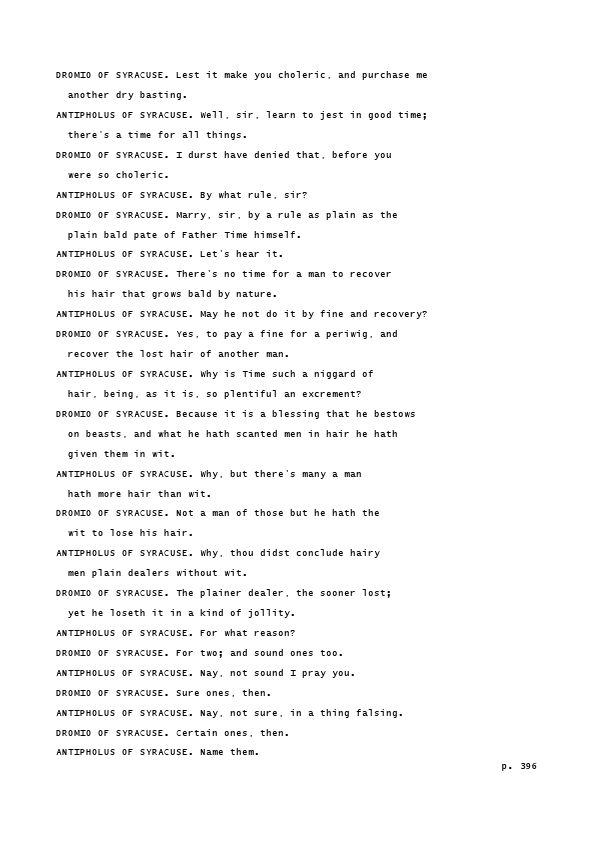 DROMIO OF SYRACUSE. Lest it make you choleric, and purchase me
another dry basting.
ANTIPHOLUS OF SYRACUSE. Well, sir, learn to jest in good time;
there's a time for all things.
DROMIO OF SYRACUSE. I durst have denied that, before you
were so choleric.
ANTIPHOLUS OF SYRACUSE. By what rule, sir?
DROMIO OF SYRACUSE. Marry, sir, by a rule as plain as the
plain bald pate of Father Time himself.
ANTIPHOLUS OF SYRACUSE. Let's hear it.
DROMIO OF SYRACUSE. There's no time for a man to recover
his hair that grows bald by nature.
ANTIPHOLUS OF SYRACUSE. May he not do it by fine and recovery?
DROMIO OF SYRACUSE. Yes, to pay a fine for a periwig, and
recover the lost hair of another man.
ANTIPHOLUS OF SYRACUSE. Why is Time such a niggard of
hair, being, as it is, so plentiful an excrement?
DROMIO OF SYRACUSE. Because it is a blessing that he bestows
on beasts, and what he hath scanted men in hair he hath
given them in wit.
ANTIPHOLUS OF SYRACUSE. Why, but there's many a man
hath more hair than wit.
DROMIO OF SYRACUSE. Not a man of those but he hath the
wit to lose his hair.
ANTIPHOLUS OF SYRACUSE. Why, thou didst conclude hairy
men plain dealers without wit.
DROMIO OF SYRACUSE. The plainer dealer, the sooner lost;
yet he loseth it in a kind of jollity.
ANTIPHOLUS OF SYRACUSE. For what reason?
DROMIO OF SYRACUSE. For two; and sound ones too.
ANTIPHOLUS OF SYRACUSE. Nay, not sound I pray you.
DROMIO OF SYRACUSE. Sure ones, then.
ANTIPHOLUS OF SYRACUSE. Nay, not sure, in a thing falsing.
DROMIO OF SYRACUSE. Certain ones, then.
ANTIPHOLUS OF SYRACUSE. Name them.
p. 396